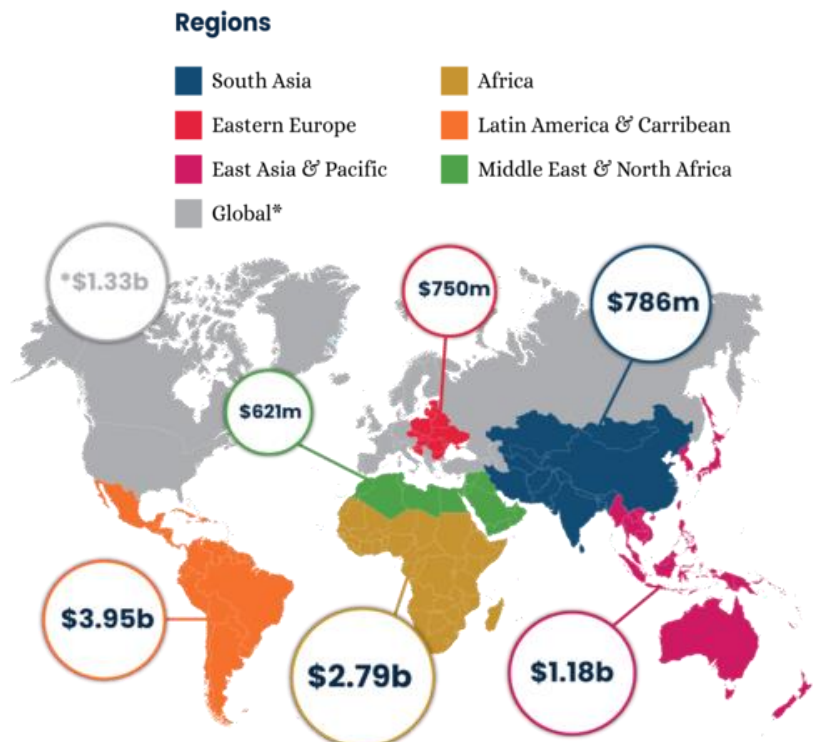 Regions
South Asia
Africa
Eastern Europe
Latin America & Carribean
East Asia & Pacific
Middle East & North Africa
Global*
*$1.33b
$750m
$786m
$621m
$3.95b
$2.79b
$1.18b